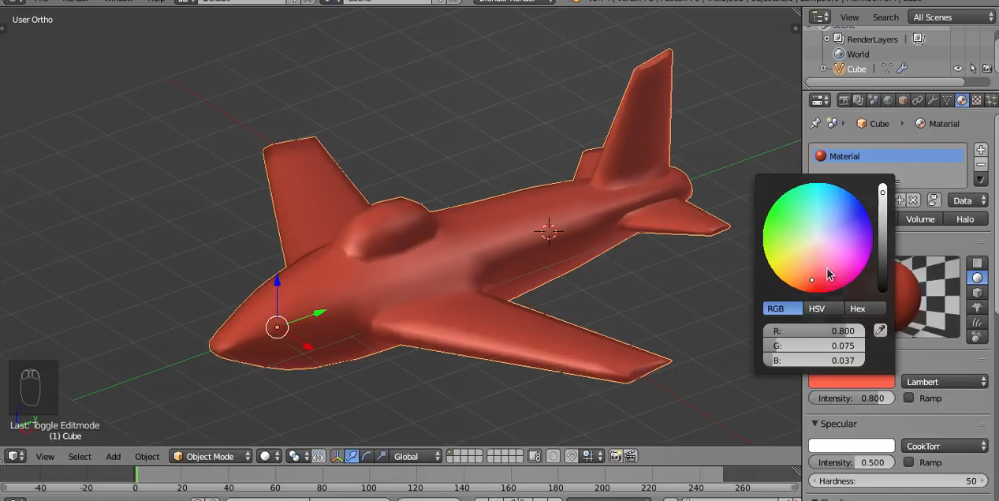 User Ortho
View Search All Scenes
RenderLayers |
World
Cube |
Cube Material
Material
Data
Volume Halo
RGB HSV Hex
R: 0.800
G: 0.075
B: 0.037
Lambert
Intensity: 0.800 Ramp
Specular
CookTorr
Intensity: 0.500 Ramp
Hardness: 50
Last: Toggle Editmode
(1) Cube
View Select Add Object Object Mode Global
-40 -20 0 20 40 60 80 100 120 140 160 180 200 220 240 260